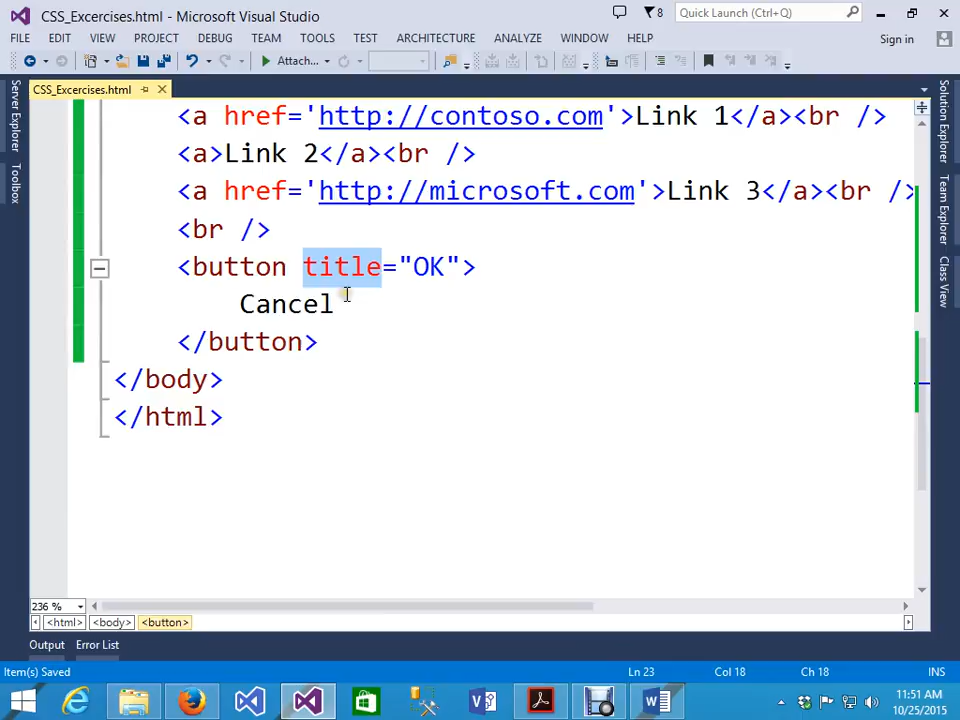 CSS_Excercises.html - Microsoft Visual Studio
8
Quick Launch (Ctrl+Q)
FILE EDIT VIEW PROJECT DEBUG TEAM TOOLS TEST ARCHITECTURE ANALYZE WINDOW HELP
Sign in
Attach...
CSS_Excercises.html
Server Explorer
Toolbox
Solution Explorer
Team Explorer
Class View
<a href='http://contoso.com'>Link 1</a><br />
<a>Link 2</a><br />
<a href='http://microsoft.com'>Link 3</a><br />
<br />
<button title="OK">
Cancel
</button>
</body>
</html>
236 %
<html> <body> <button>
Output Error List
Item(s) Saved
Ln 23
Col 18
Ch 18
INS
11:51 AM
10/25/2015